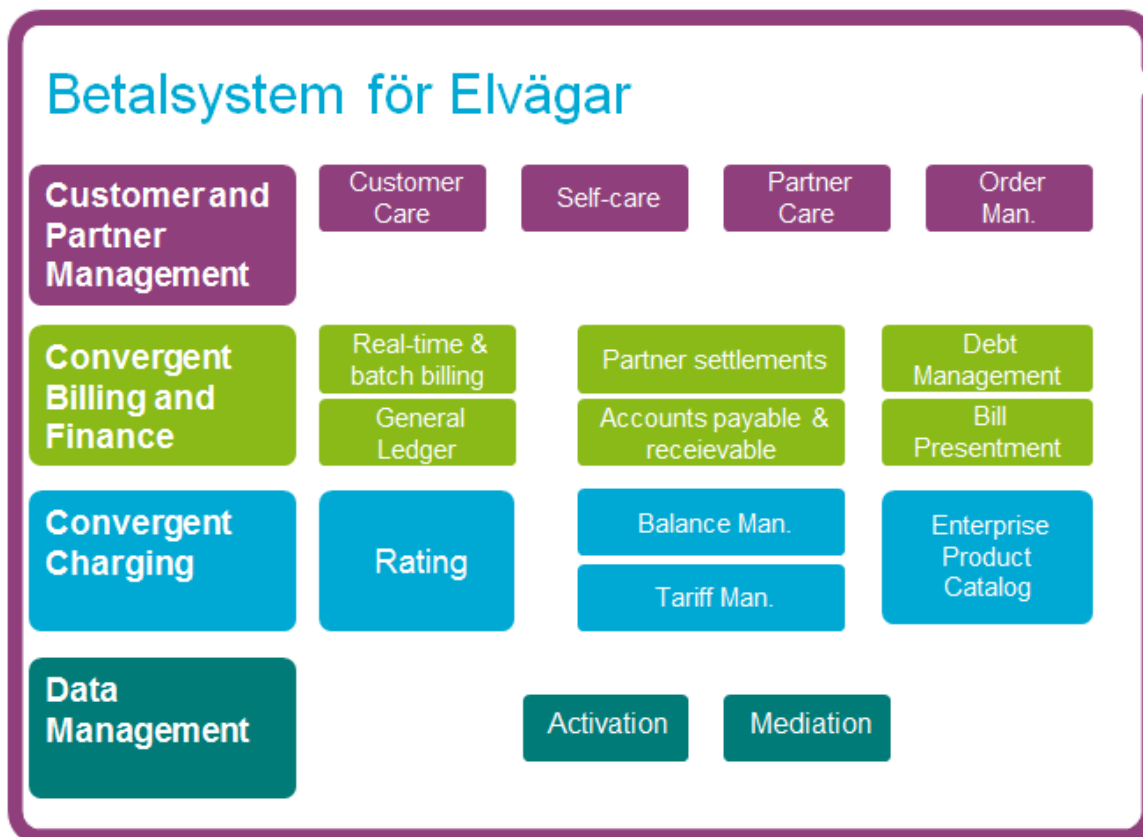 Betalsystem för Elvägar
Customer and
Partner
Management
Customer
Care
Self-care
Partner
Care
Order
Man.
Convergent
Billing and
Finance
Real-time &
batch billing
Partner settlements
Debt
Management
General
Ledger
Accounts payable &
receievable
Bill
Presentment
Convergent
Charging
Rating
Balance Man.
Tariff Man.
Enterprise
Product
Catalog
Data
Management
Activation
Mediation